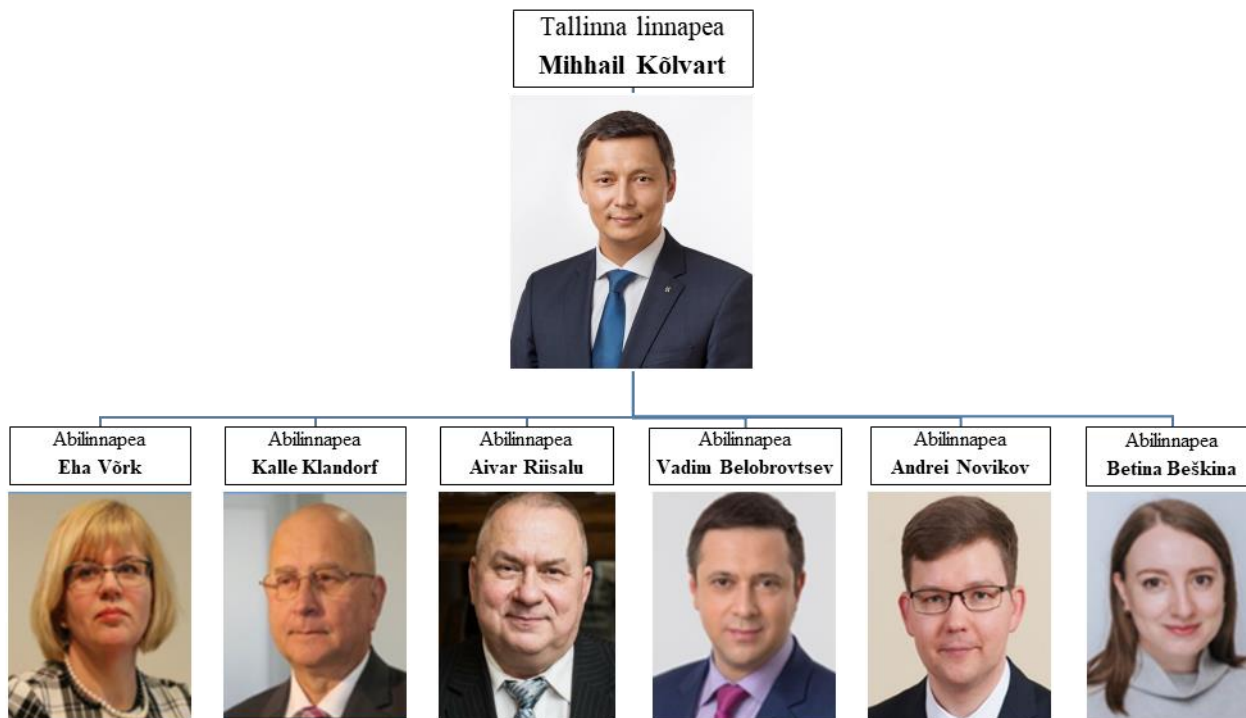 Tallinna linnapea
Mihhail Kõlvart
Abilinnapea
Eha Võrk
Abilinnapea
Kalle Klandorf
Abilinnapea
Aivar Riisalu
Abilinnapea
Vadim Belobrovtsev
Abilinnapea
Andrei Novikov
Abilinnapea
Betina Beškina